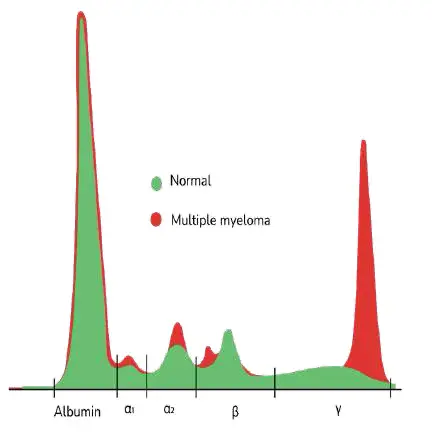 Normal
Multiple myeloma
Albumin α₁ α₂ β γ